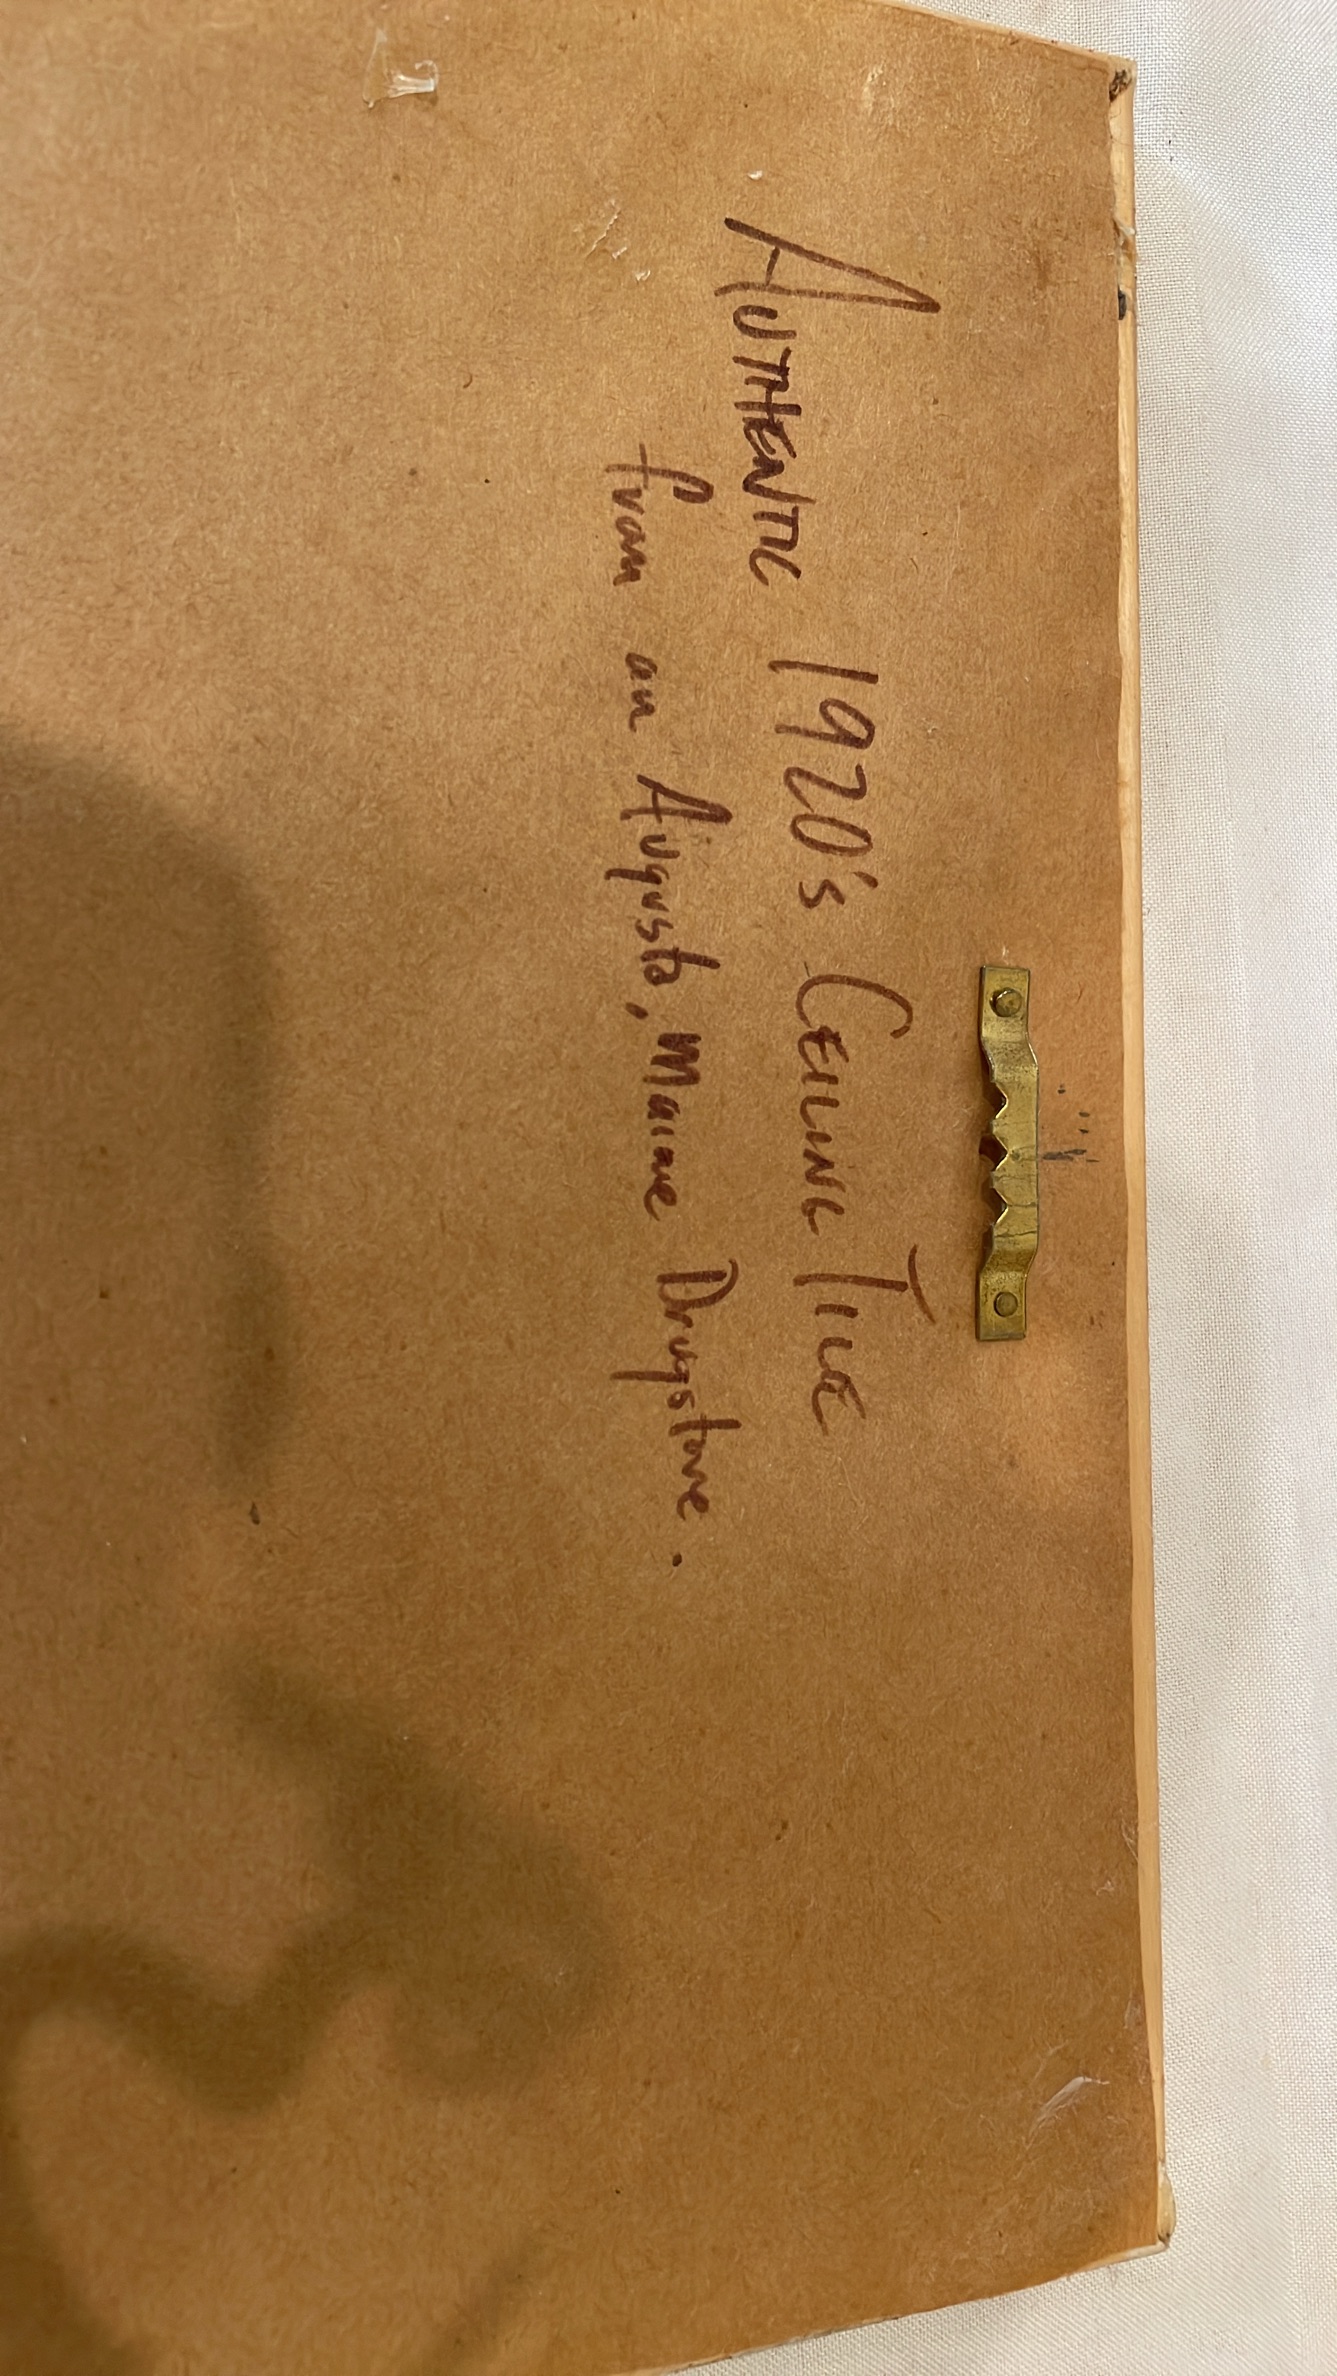 AUTHENTIC 1920's CEILING TILE
from an Augusta, Maine Drugstore.